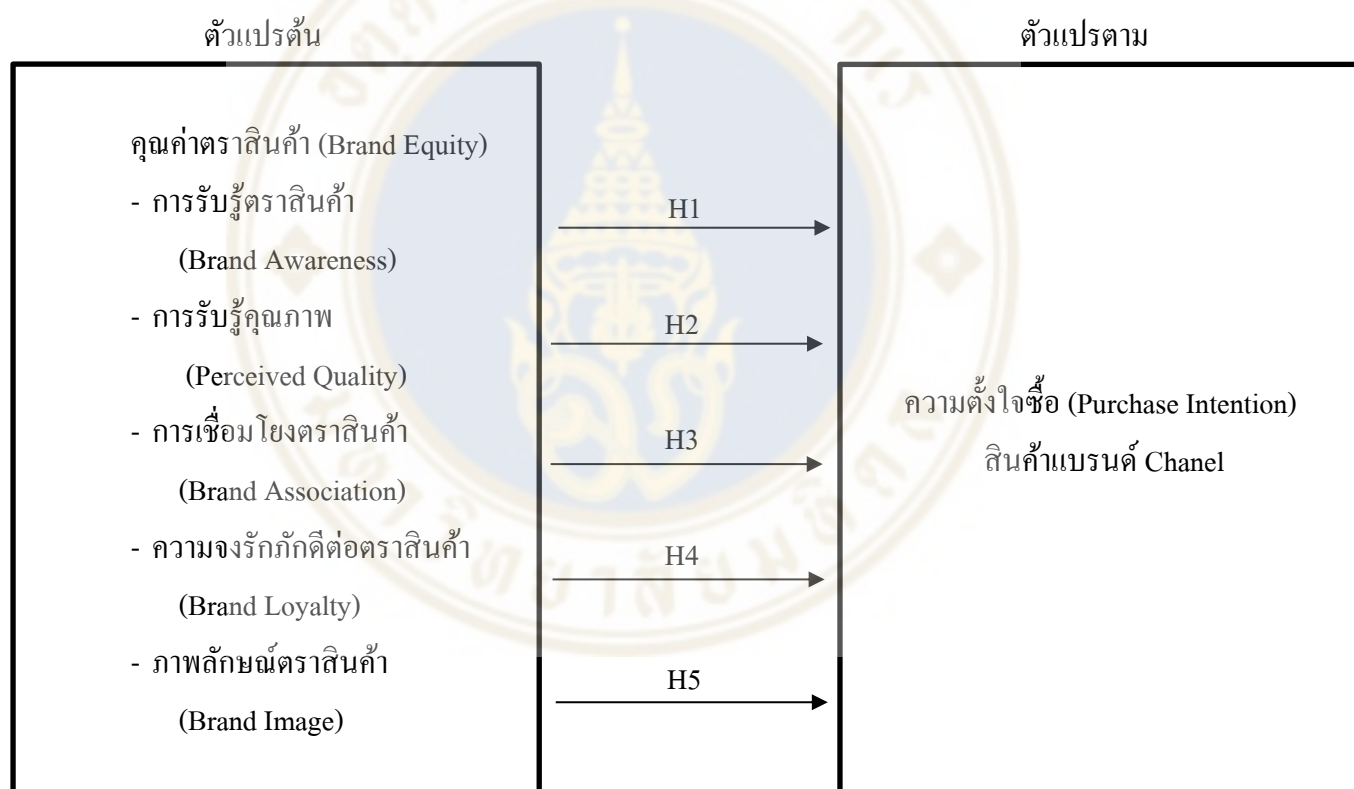 ตัวแปรต้น
ตัวแปรตาม
คุณค่าตราสินค้า (Brand Equity)
- การรับรู้ตราสินค้า
(Brand Awareness)
- การรับรู้คุณภาพ
(Perceived Quality)
- การเชื่อมโยงตราสินค้า
(Brand Association)
- ความจงรักภักดีต่อตราสินค้า
(Brand Loyalty)
- ภาพลักษณ์ตราสินค้า
(Brand Image)
H1
H2
H3
H4
H5
ความตั้งใจซื้อ (Purchase Intention)
สินค้าแบรนด์ Chanel